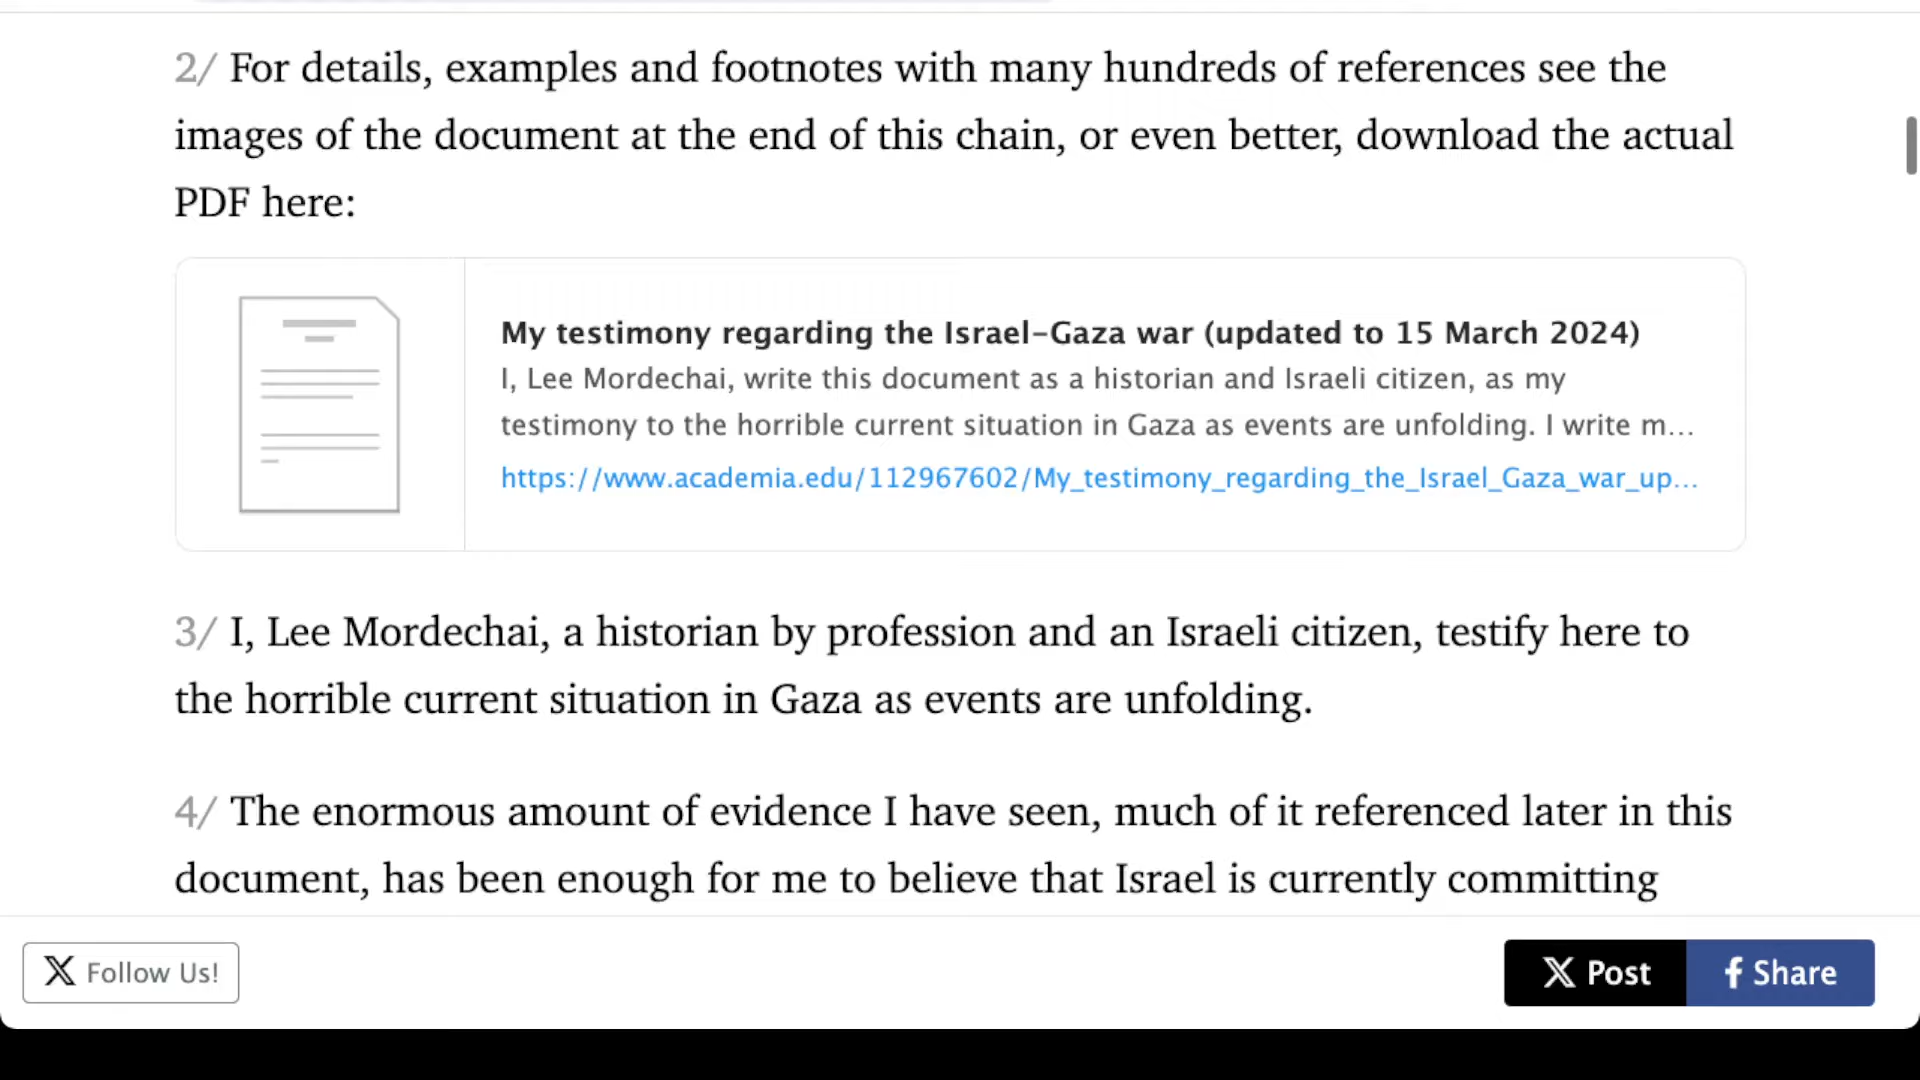 2/ For details, examples and footnotes with many hundreds of references see the
images of the document at the end of this chain, or even better, download the actual
PDF here:
My testimony regarding the Israel–Gaza war (updated to 15 March 2024)
I, Lee Mordechai, write this document as a historian and Israeli citizen, as my
testimony to the horrible current situation in Gaza as events are unfolding. I write m...
https://www.academia.edu/112967602/My_testimony_regarding_the_Israel_Gaza_war_up...
3/ I, Lee Mordechai, a historian by profession and an Israeli citizen, testify here to
the horrible current situation in Gaza as events are unfolding.
4/ The enormous amount of evidence I have seen, much of it referenced later in this
document, has been enough for me to believe that Israel is currently committing
X Follow Us!
X Post
f Share